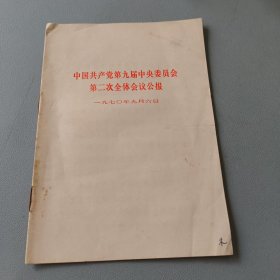 中国共产党第九届中央委员会
第二次全体会议公报
一九七〇年九月六日